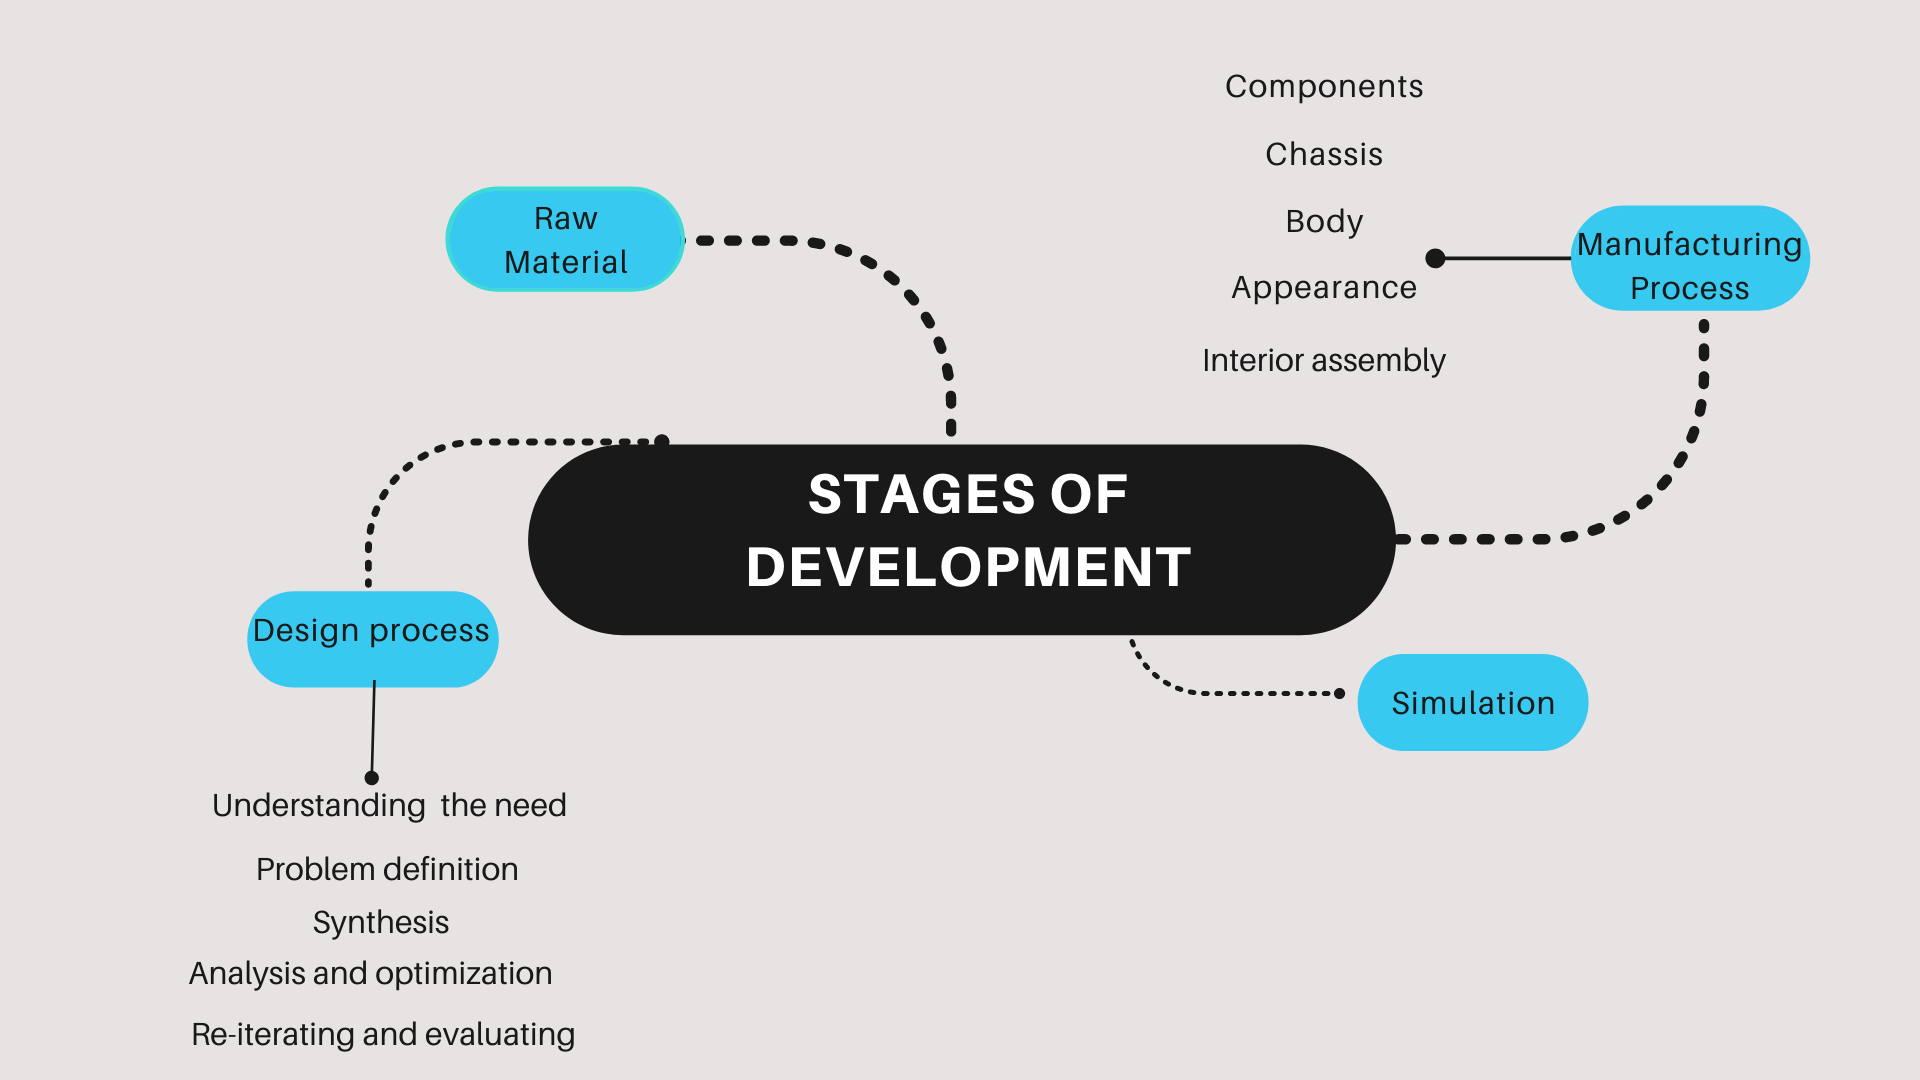 Components
Chassis
Body
Appearance
Interior assembly
Manufacturing
Process
Raw
Material
STAGES OF
DEVELOPMENT
Design process
Simulation
Understanding  the need
Problem definition
Synthesis
Analysis and optimization
Re-iterating and evaluating